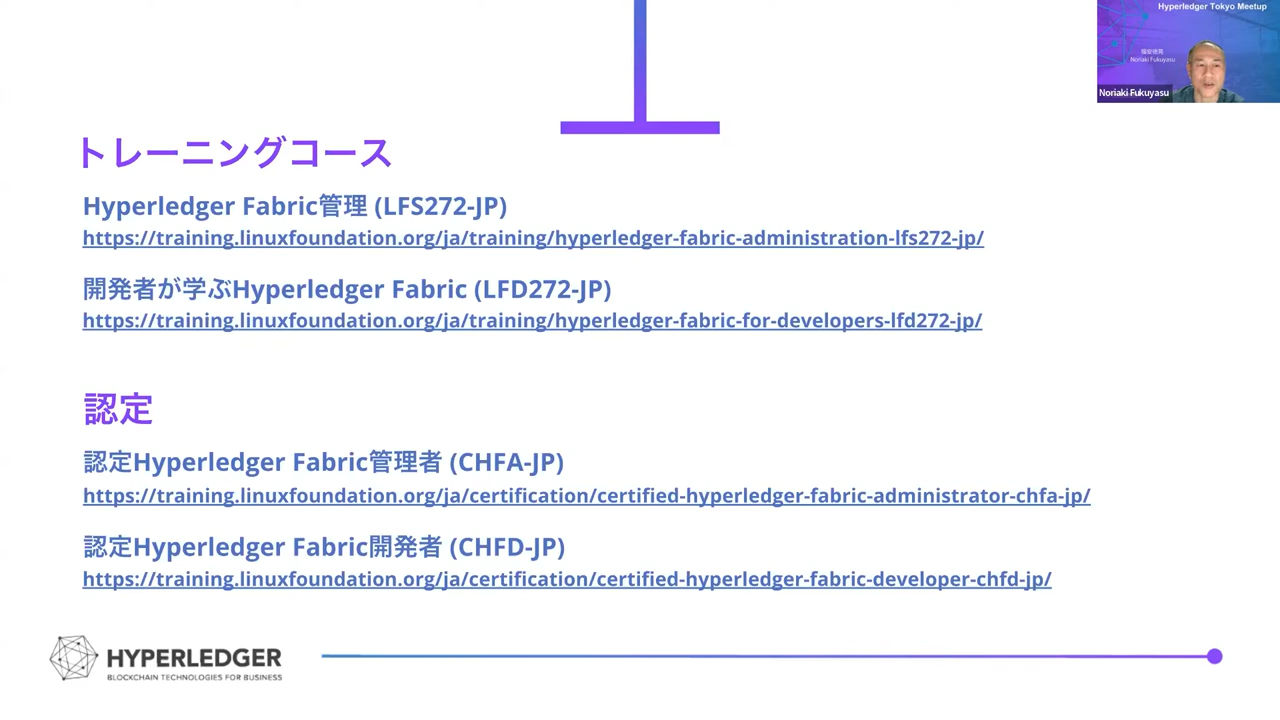 Hyperledger Tokyo Meetup
福安徳晃
Noriaki Fukuyasu
Noriaki Fukuyasu
トレーニングコース
Hyperledger Fabric管理 (LFS272-JP)
https://training.linuxfoundation.org/ja/training/hyperledger-fabric-administration-lfs272-jp/
開発者が学ぶHyperledger Fabric (LFD272-JP)
https://training.linuxfoundation.org/ja/training/hyperledger-fabric-for-developers-lfd272-jp/
認定
認定Hyperledger Fabric管理者 (CHFA-JP)
https://training.linuxfoundation.org/ja/certification/certified-hyperledger-fabric-administrator-chfa-jp/
認定Hyperledger Fabric開発者 (CHFD-JP)
https://training.linuxfoundation.org/ja/certification/certified-hyperledger-fabric-developer-chfd-jp/
HYPERLEDGER
BLOCKCHAIN TECHNOLOGIES FOR BUSINESS